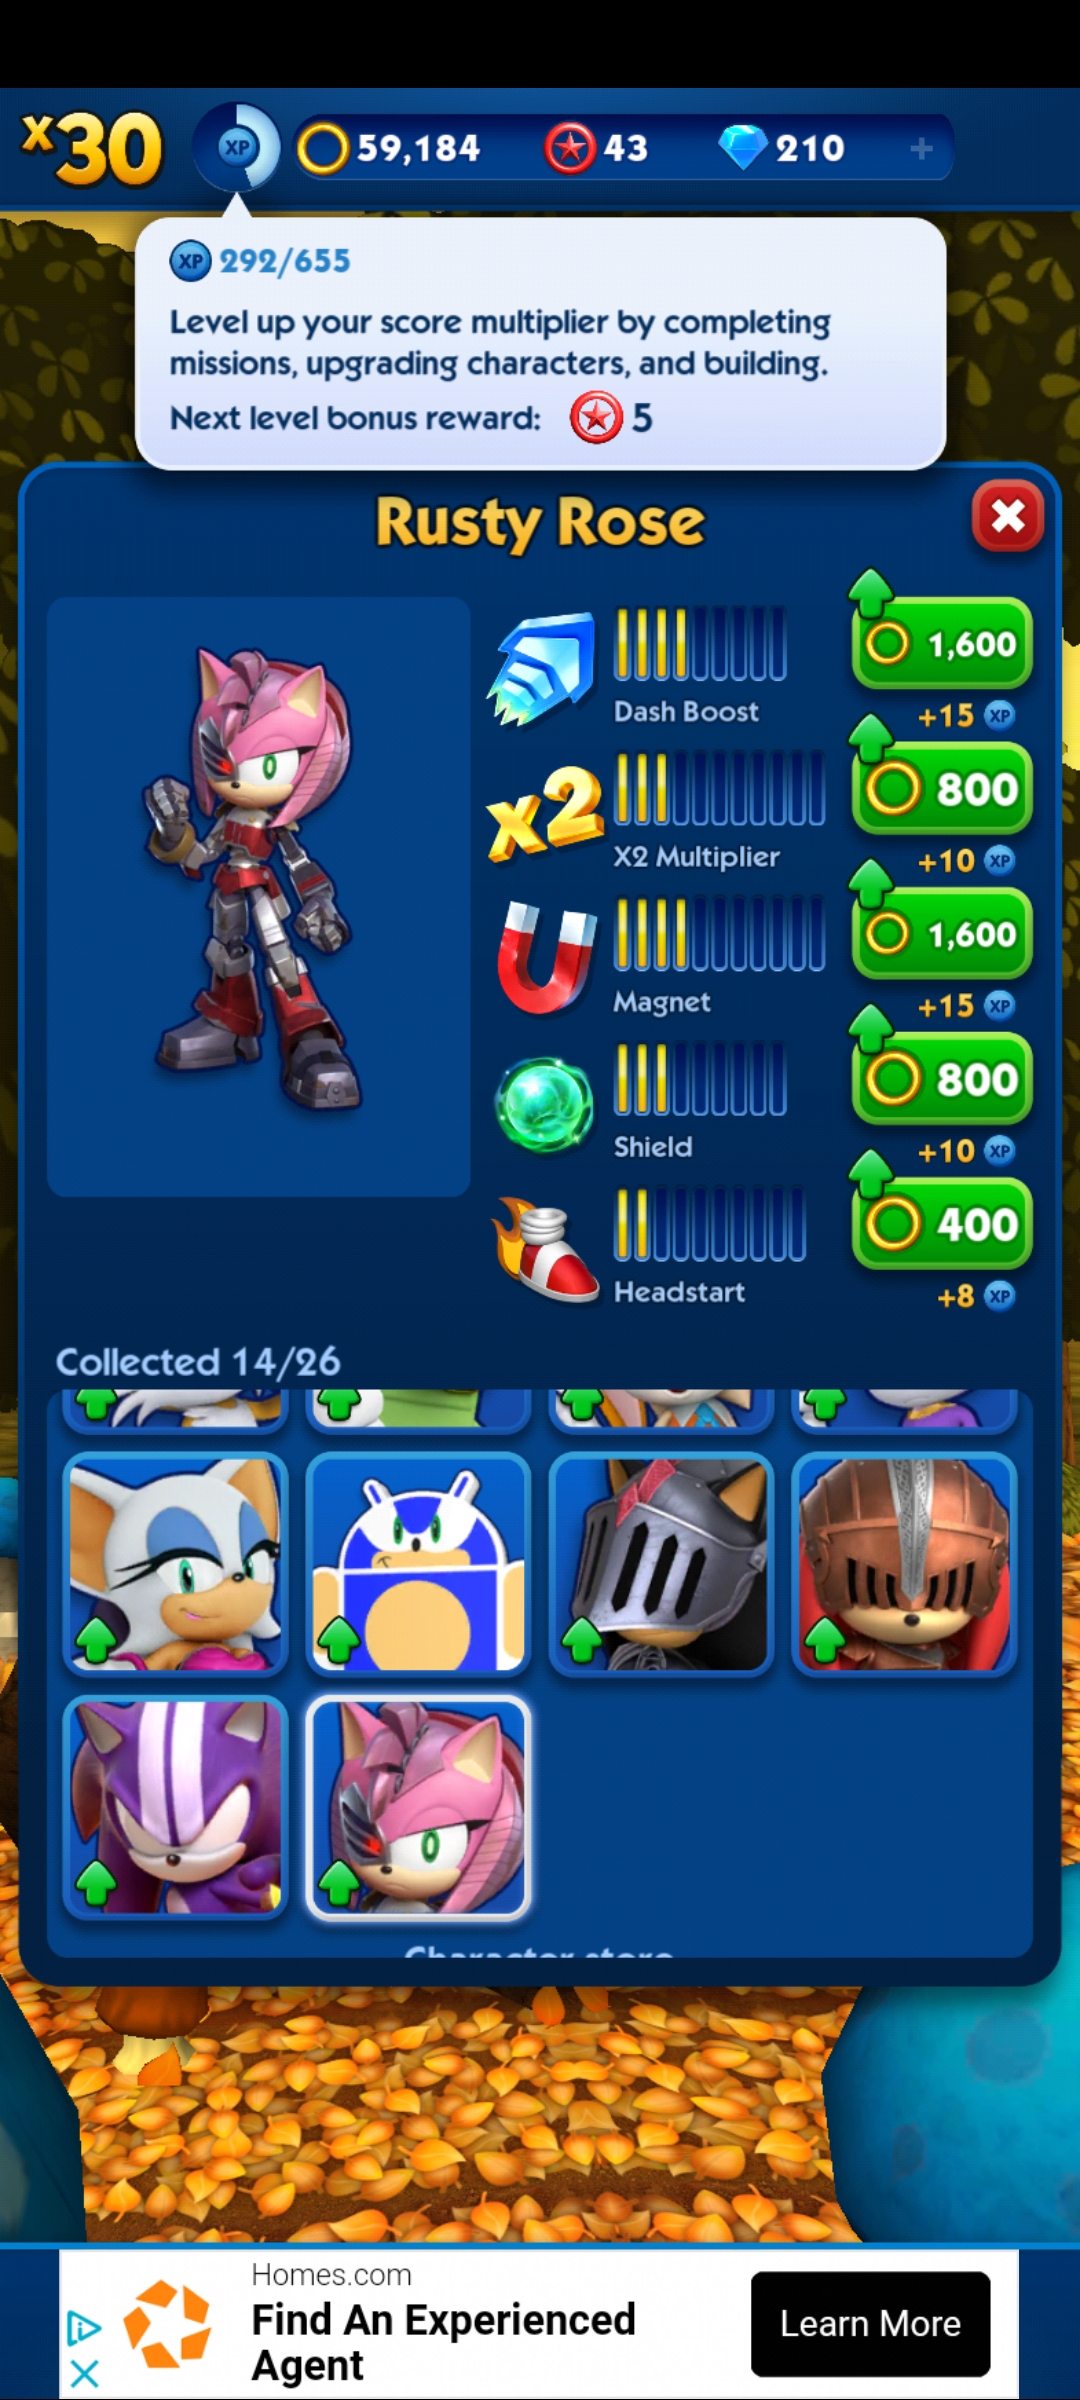 x30
XP
59,184
43
210
+
XP 292/655
Level up your score multiplier by completing
missions, upgrading characters, and building.
Next level bonus reward: 5
Rusty Rose
1,600
Dash Boost
+15 XP
x2
800
X2 Multiplier
+10 XP
1,600
Magnet
+15 XP
800
Shield
+10 XP
400
Headstart
+8 XP
Collected 14/26
Character store
Homes.com
Find An Experienced
Agent
Learn More